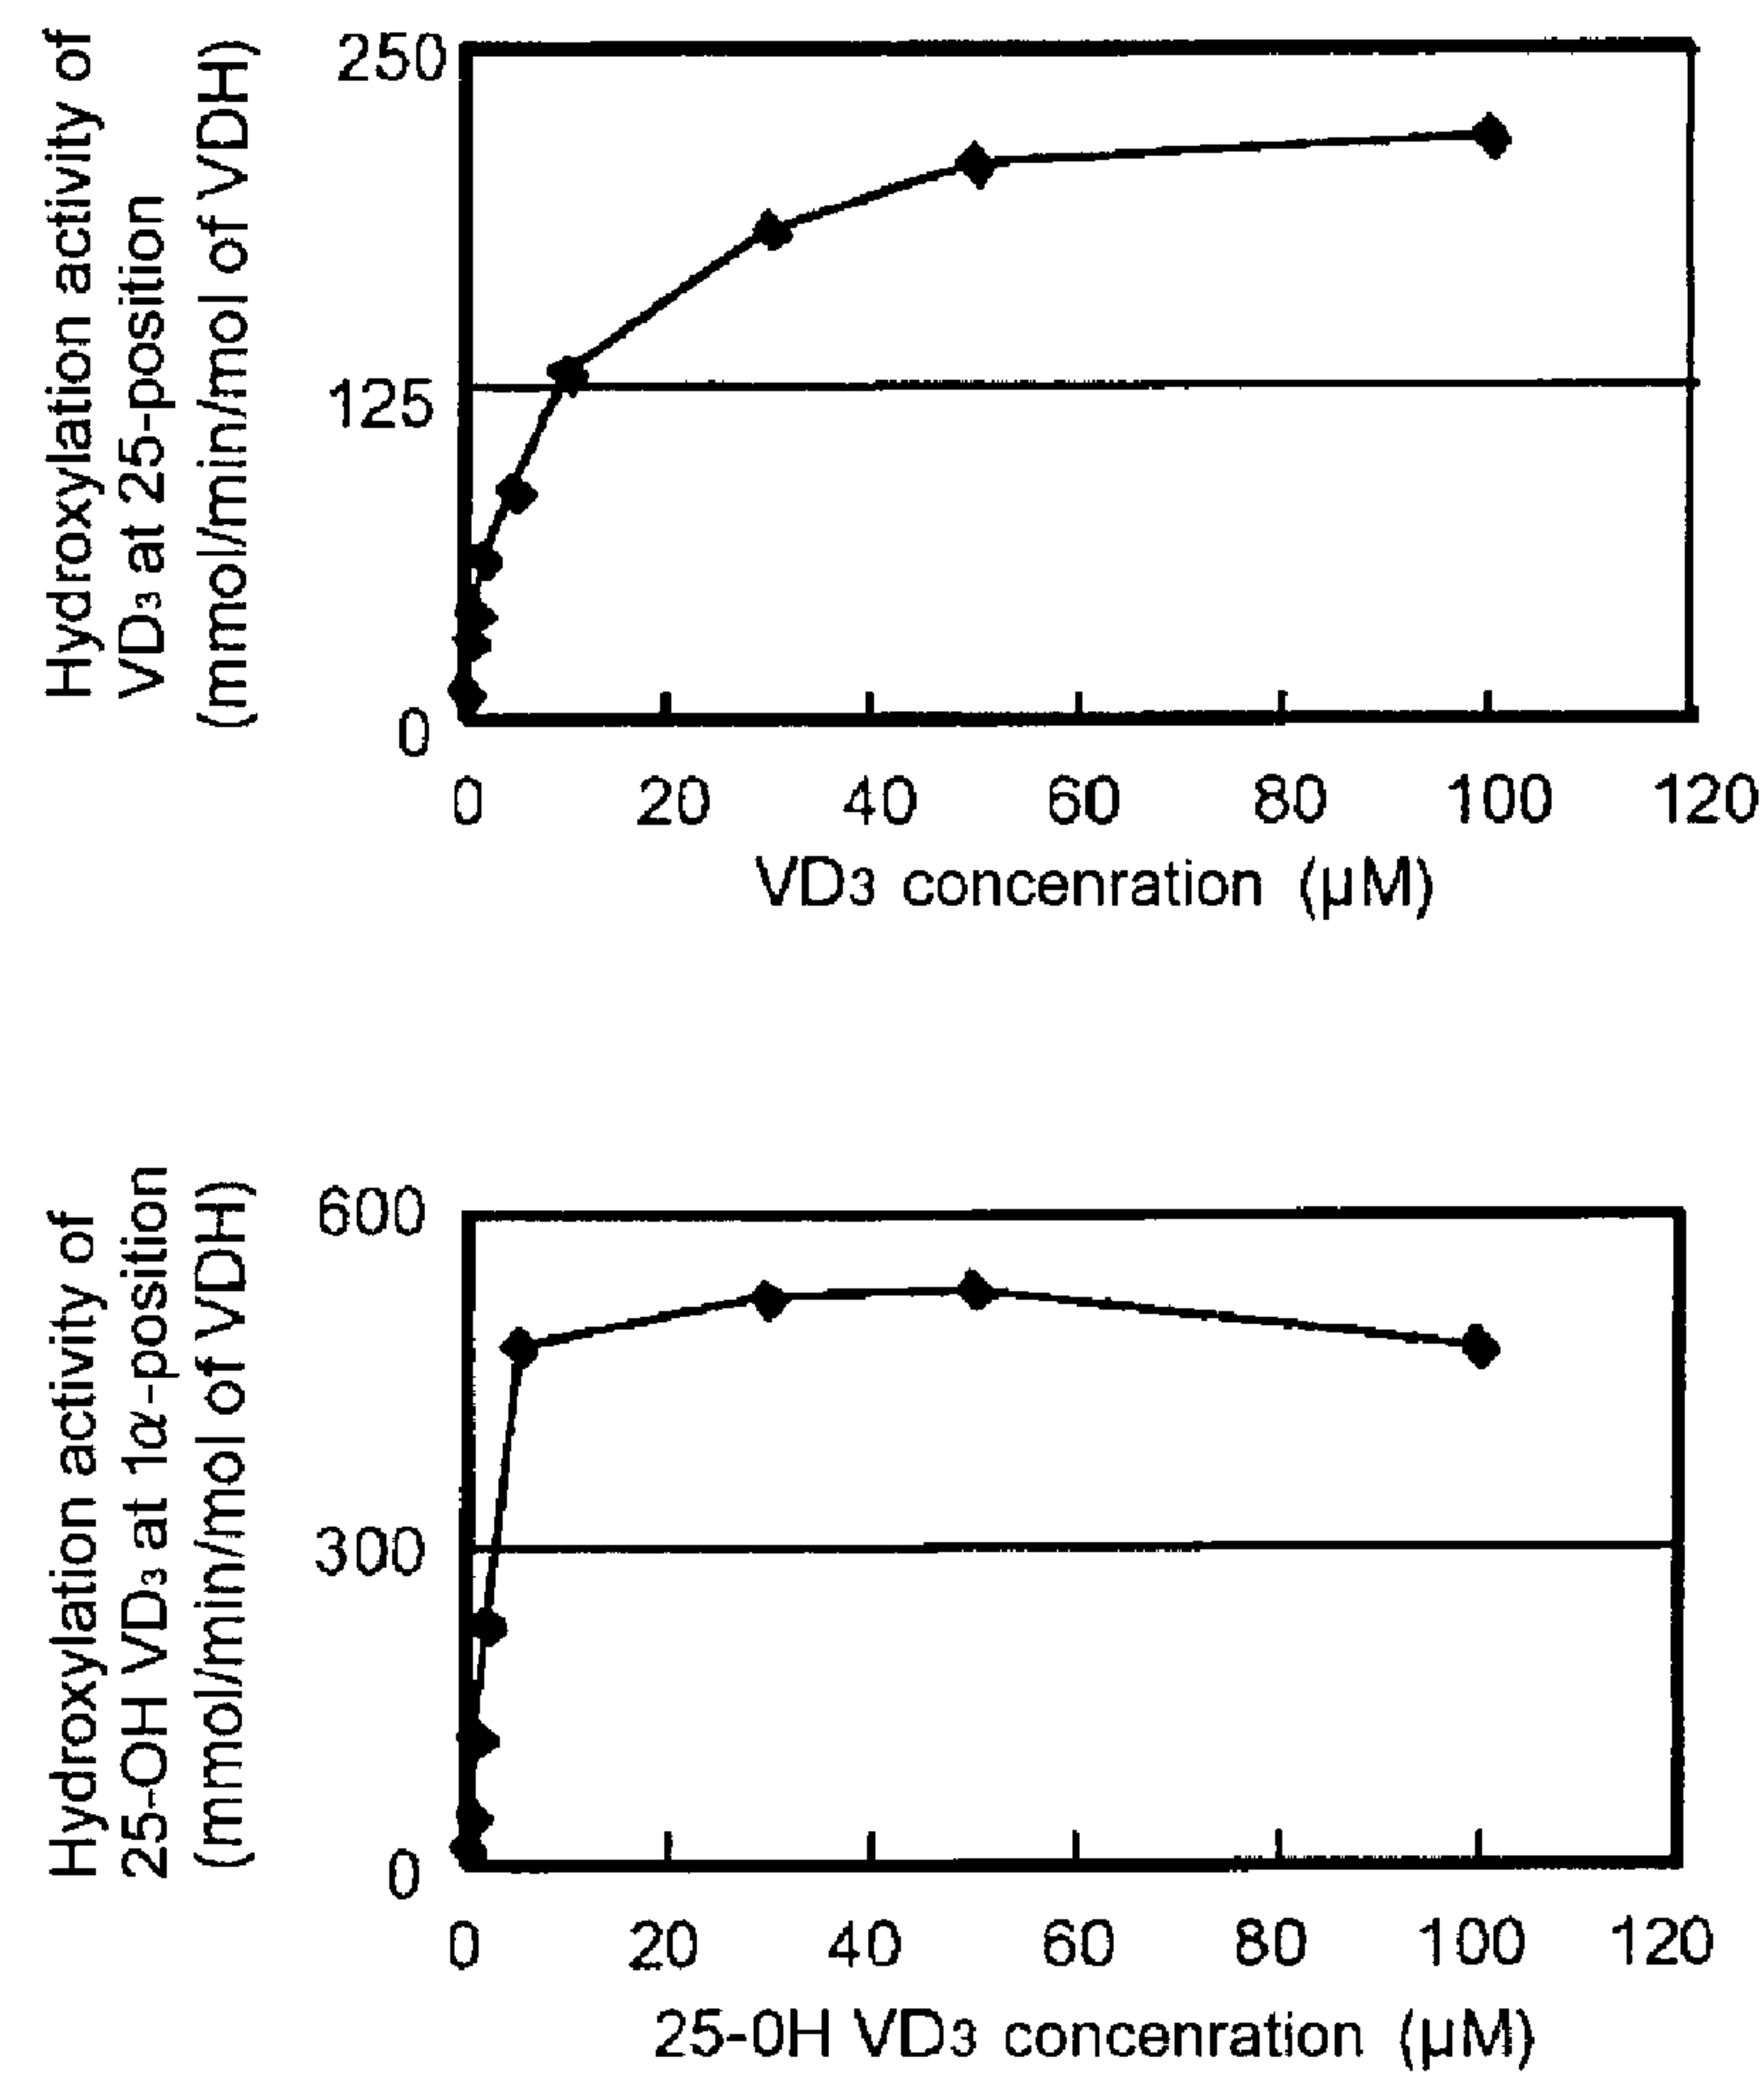 Hydroxylation activity of
VD₃ at 25-position
(mmol/min/mol of VDH)
250
125
0
0 20 40 60 80 100 120
VD3 concenration (μM)
Hydroxylation activity of
25-OH VD₃ at 1α-position
(mmol/min/mol of VDH)
600
300
0
0 20 40 60 80 100 120
25-0H VD3 concenration (μM)